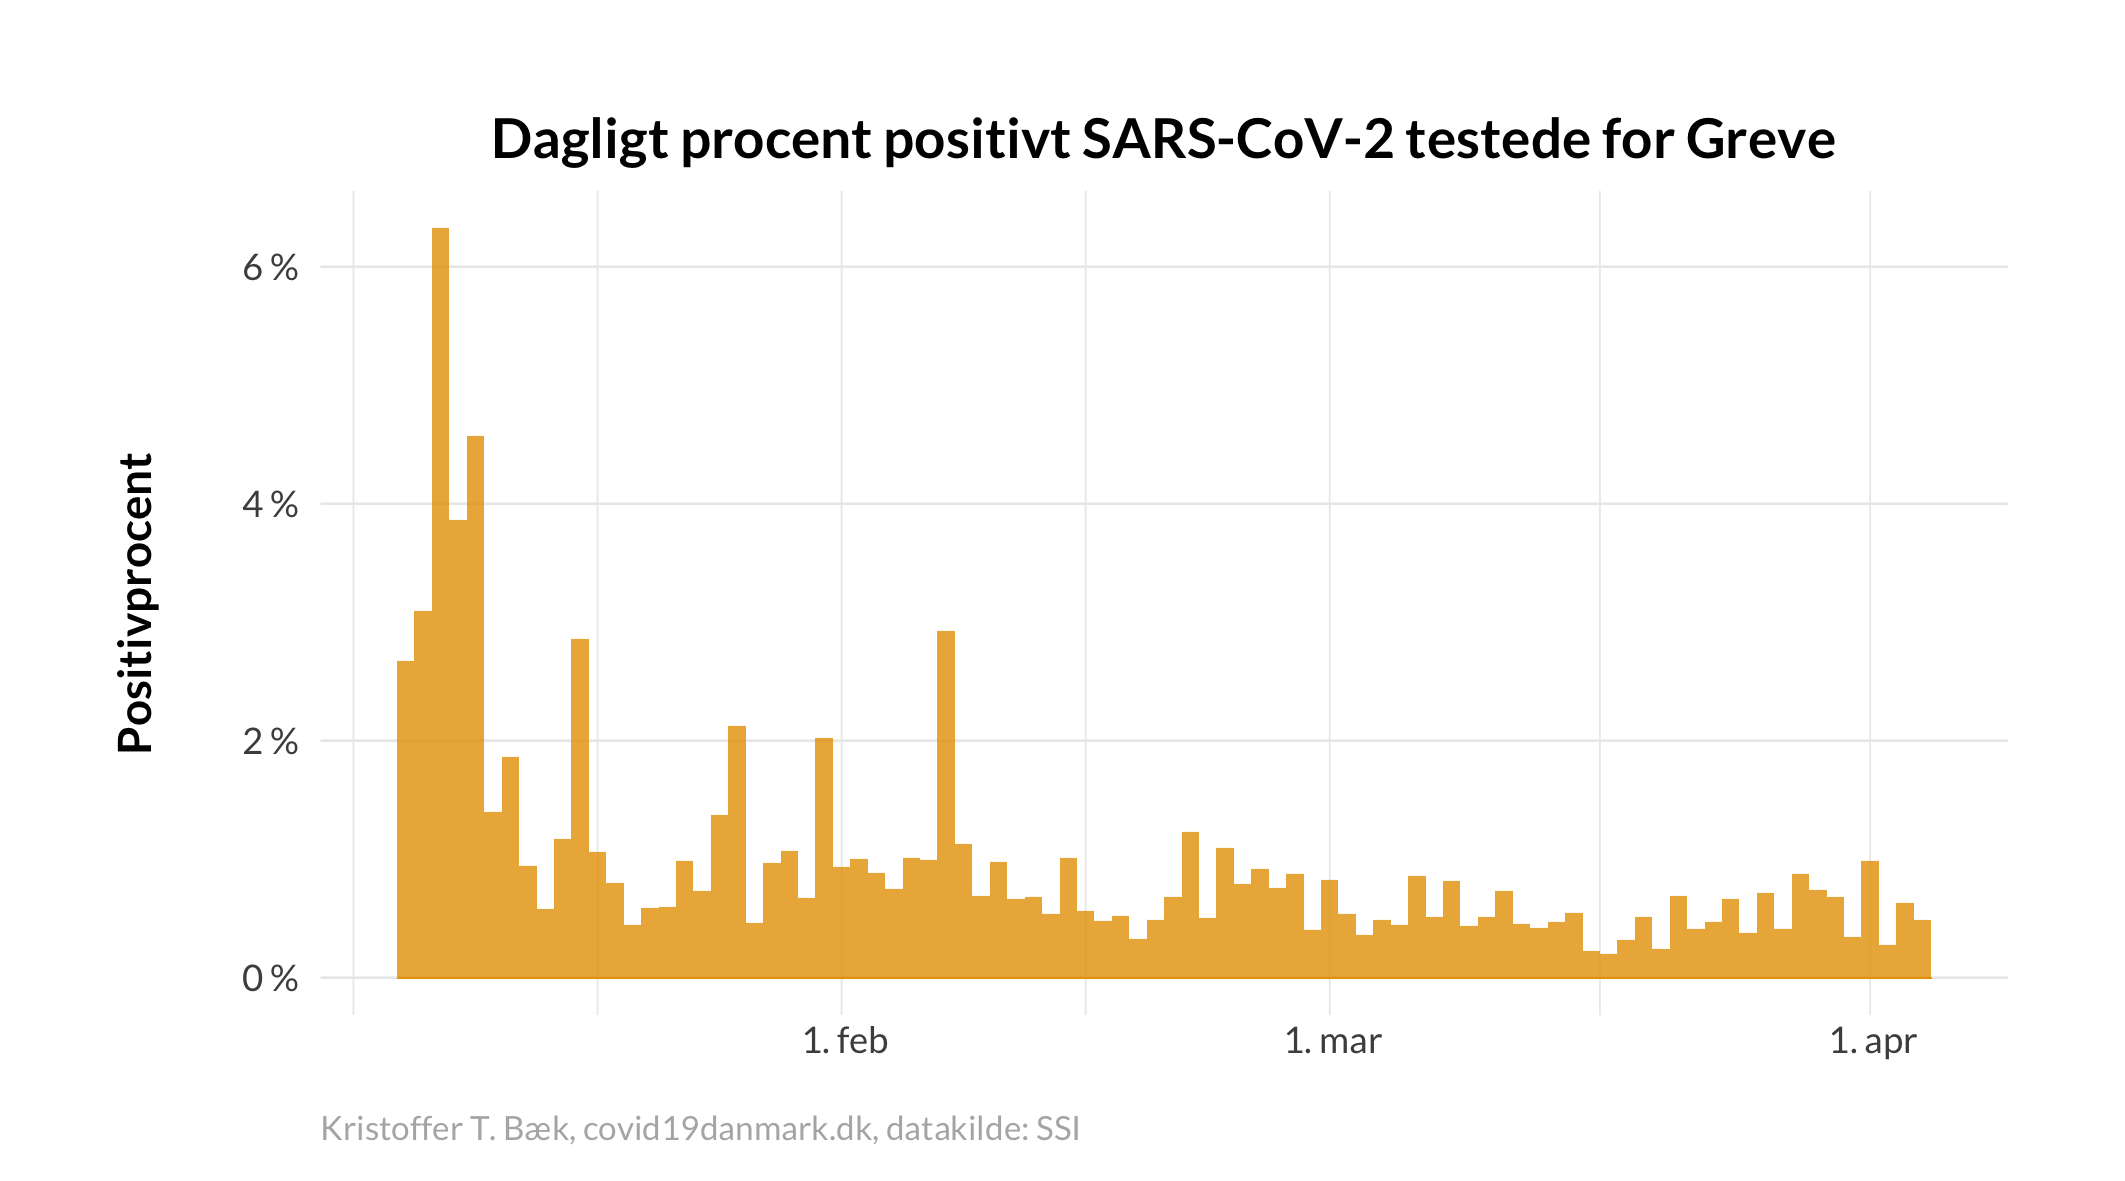 Dagligt procent positivt SARS-CoV-2 testede for Greve
Positivprocent
6 %
4 %
2 %
0 %
1. feb
1. mar
1. apr
Kristoffer T. Bæk, covid19danmark.dk, datakilde: SSI